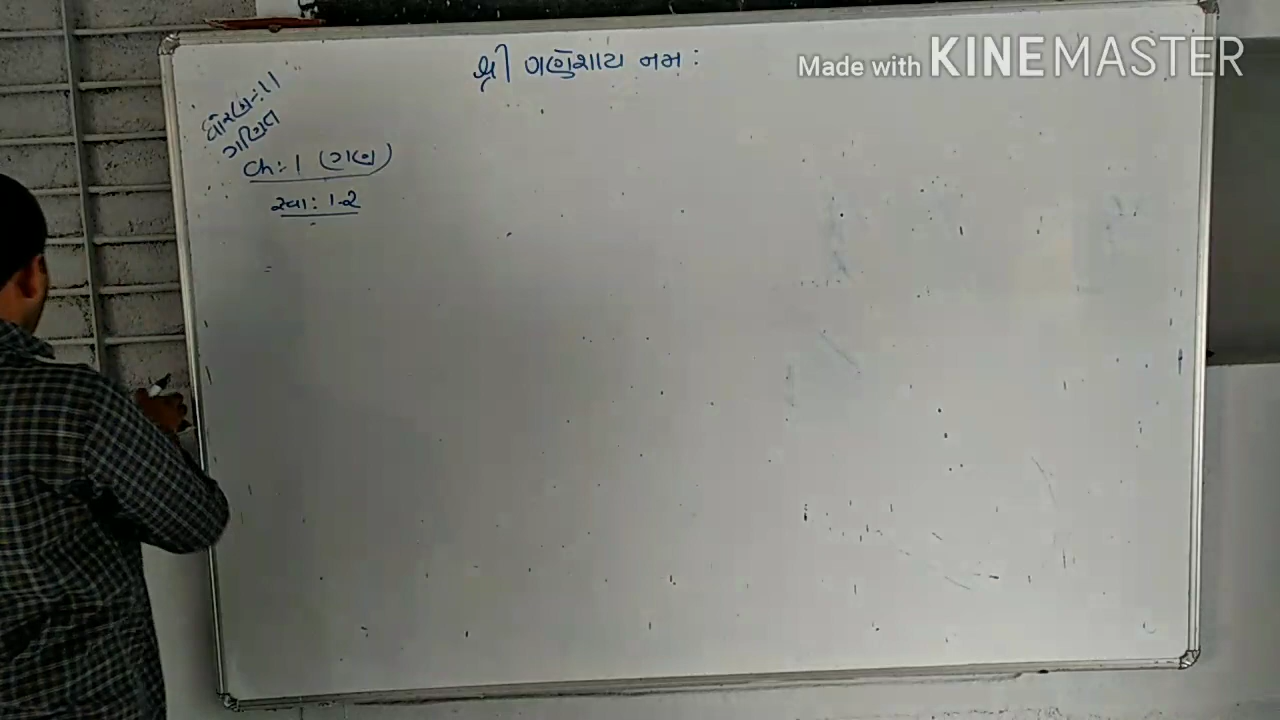 શ્રી ગણેશાય નમ :
Made with KINEMASTER
ધોરણ:-11
ગણિત
Ch:-1 (ગણ)
સ્વા: 1.2